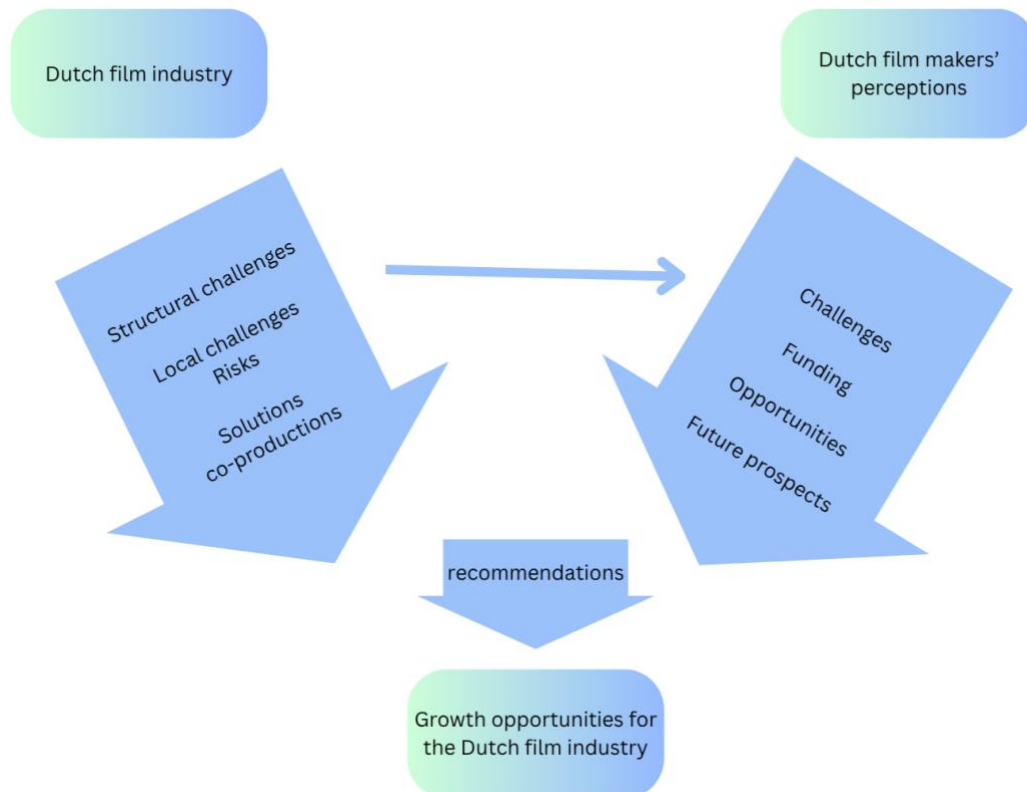 Dutch film industry
Dutch film makers’
perceptions
Structural challenges
Local challenges
Risks
Solutions
co-productions
Challenges
Funding
Opportunities
Future prospects
recommendations
Growth opportunities for
the Dutch film industry